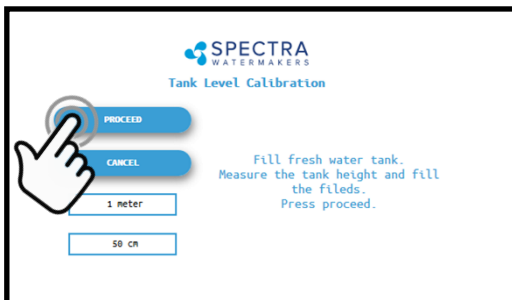 SPECTRA
WATERMAKERS
Tank Level Calibration
PROCEED
CANCEL
1 meter
50 CM
Fill fresh water tank.
Measure the tank height and fill
the fileds.
Press proceed.